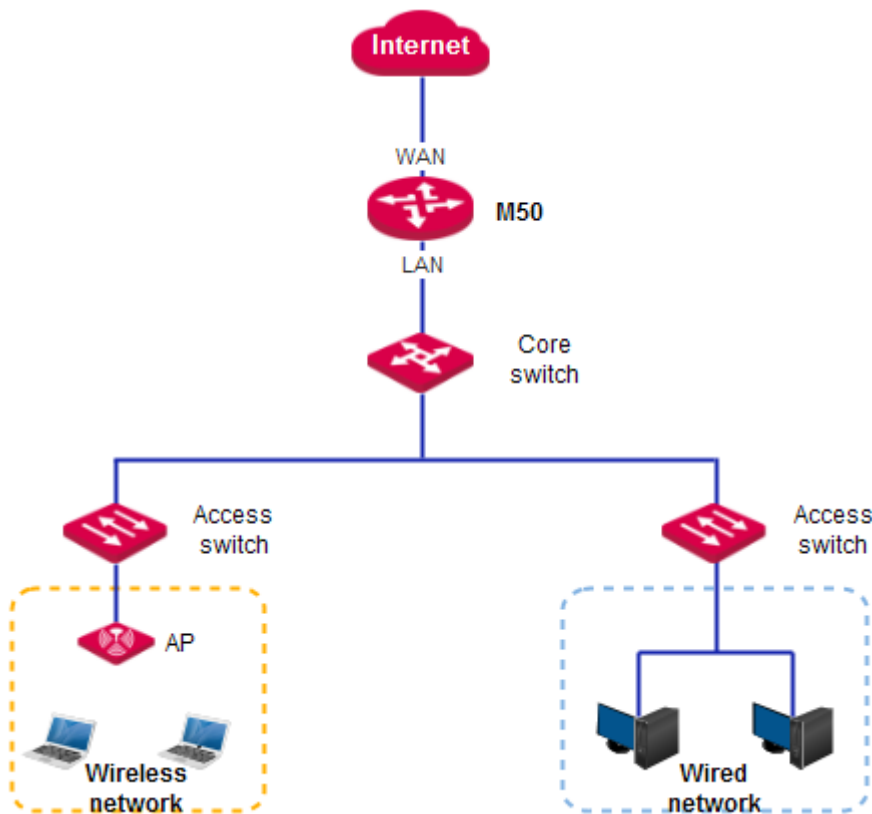 Internet
WAN
M50
LAN
Core
switch
Access
switch
Access
switch
AP
Wireless
network
Wired
network